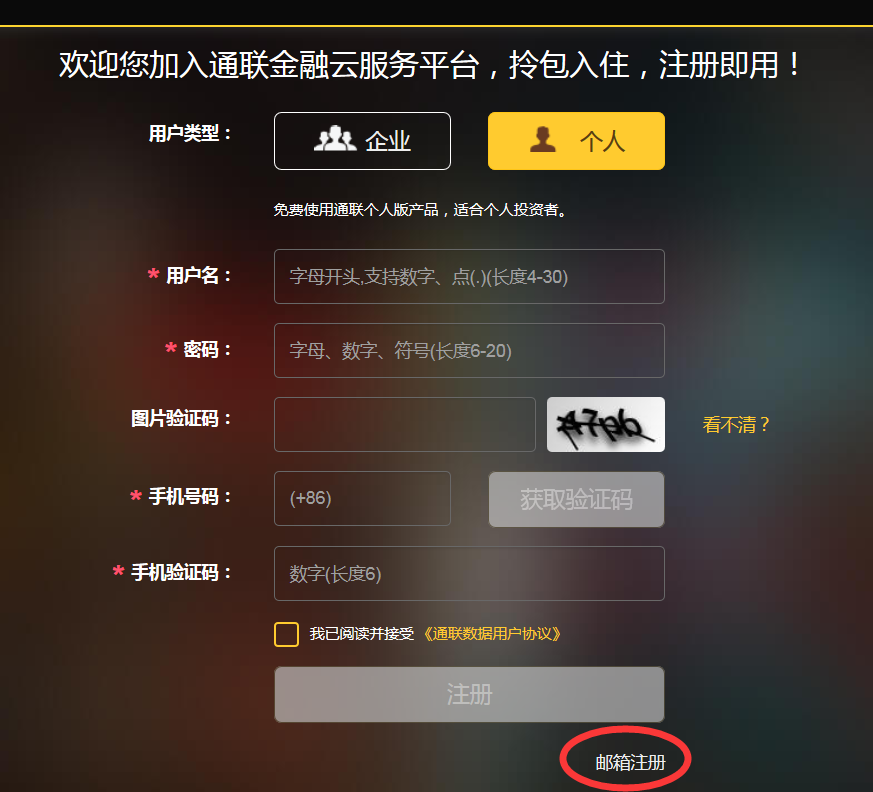 欢迎您加入通联金融云服务平台，拎包入住，注册即用！
用户类型：
企业
个人
免费使用通联个人版产品，适合个人投资者。
* 用户名：
字母开头,支持数字、点(.)(长度4-30)
* 密码：
字母、数字、符号(长度6-20)
图片验证码：
看不清？
* 手机号码：
(+86)
获取验证码
* 手机验证码：
数字(长度6)
我已阅读并接受 《通联数据用户协议》
注册
邮箱注册